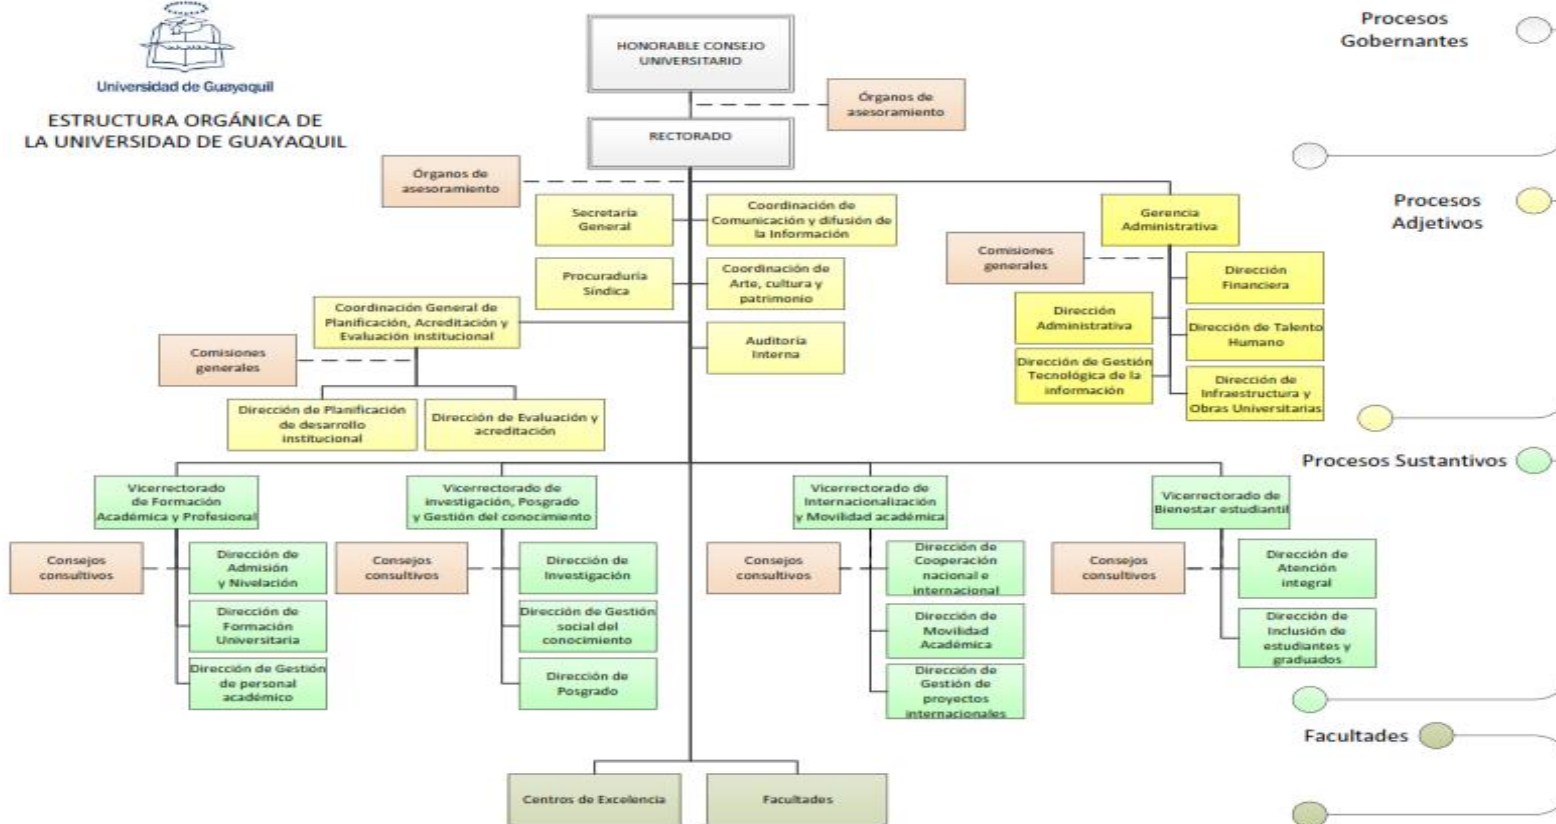 Universidad de Guayaquil
ESTRUCTURA ORGÁNICA DE
LA UNIVERSIDAD DE GUAYAQUIL
HONORABLE CONSEJO
UNIVERSITARIO
Órganos de
asesoramiento
RECTORADO
Órganos de
asesoramiento
Procesos
Gobernantes
Secretaría
General
Coordinación de
Comunicación y difusión de
la Información
Gerencia
Administrativa
Procesos
Adjetivos
Procuraduría
Síndica
Coordinación de
Arte, cultura y
patrimonio
Comisiones
generales
Dirección
Financiera
Coordinación General de
Planificación, Acreditación y
Evaluación institucional
Auditoría
Interna
Dirección
Administrativa
Dirección de Talento
Humano
Comisiones
generales
Dirección de Gestión
Tecnológica de la
información
Dirección de
Infraestructura y
Obras Universitarias
Dirección de Planificación
de desarrollo
institucional
Dirección de Evaluación y
acreditación
Procesos Sustantivos
Vicerrectorado
de Formación
Académica y Profesional
Vicerrectorado de
investigación, Posgrado
y Gestión del conocimiento
Vicerrectorado de
Internacionalización
y Movilidad académica
Vicerrectorado de
Bienestar estudiantil
Consejos
consultivos
Dirección de
Admisión
y Nivelación
Dirección de
Formación
Universitaria
Dirección de Gestión
de personal
académico
Consejos
consultivos
Dirección de
Investigación
Dirección de Gestión
social del
conocimiento
Dirección de
Posgrado
Consejos
consultivos
Dirección de
Cooperación
nacional e
internacional
Dirección de
Movilidad
Académica
Dirección de
Gestión de
proyectos
internacionales
Consejos
consultivos
Dirección de
Atención
integral
Dirección de
Inclusión de
estudiantes y
graduados
Facultades
Centros de Excelencia
Facultades